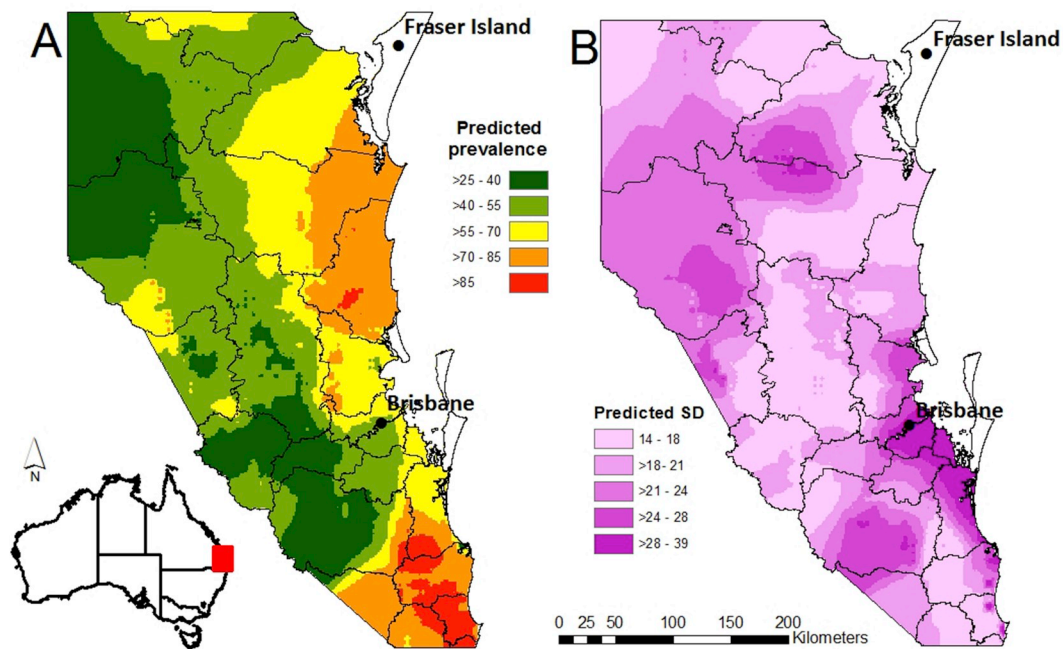 A
Fraser Island
Predicted
prevalence
>25 - 40
>40 - 55
>55 - 70
>70 - 85
>85
Brisbane
N
B
Fraser Island
Brisbane
Predicted SD
14 - 18
>18 - 21
>21 - 24
>24 - 28
>28 - 39
0 25 50 100 150 200
Kilometers